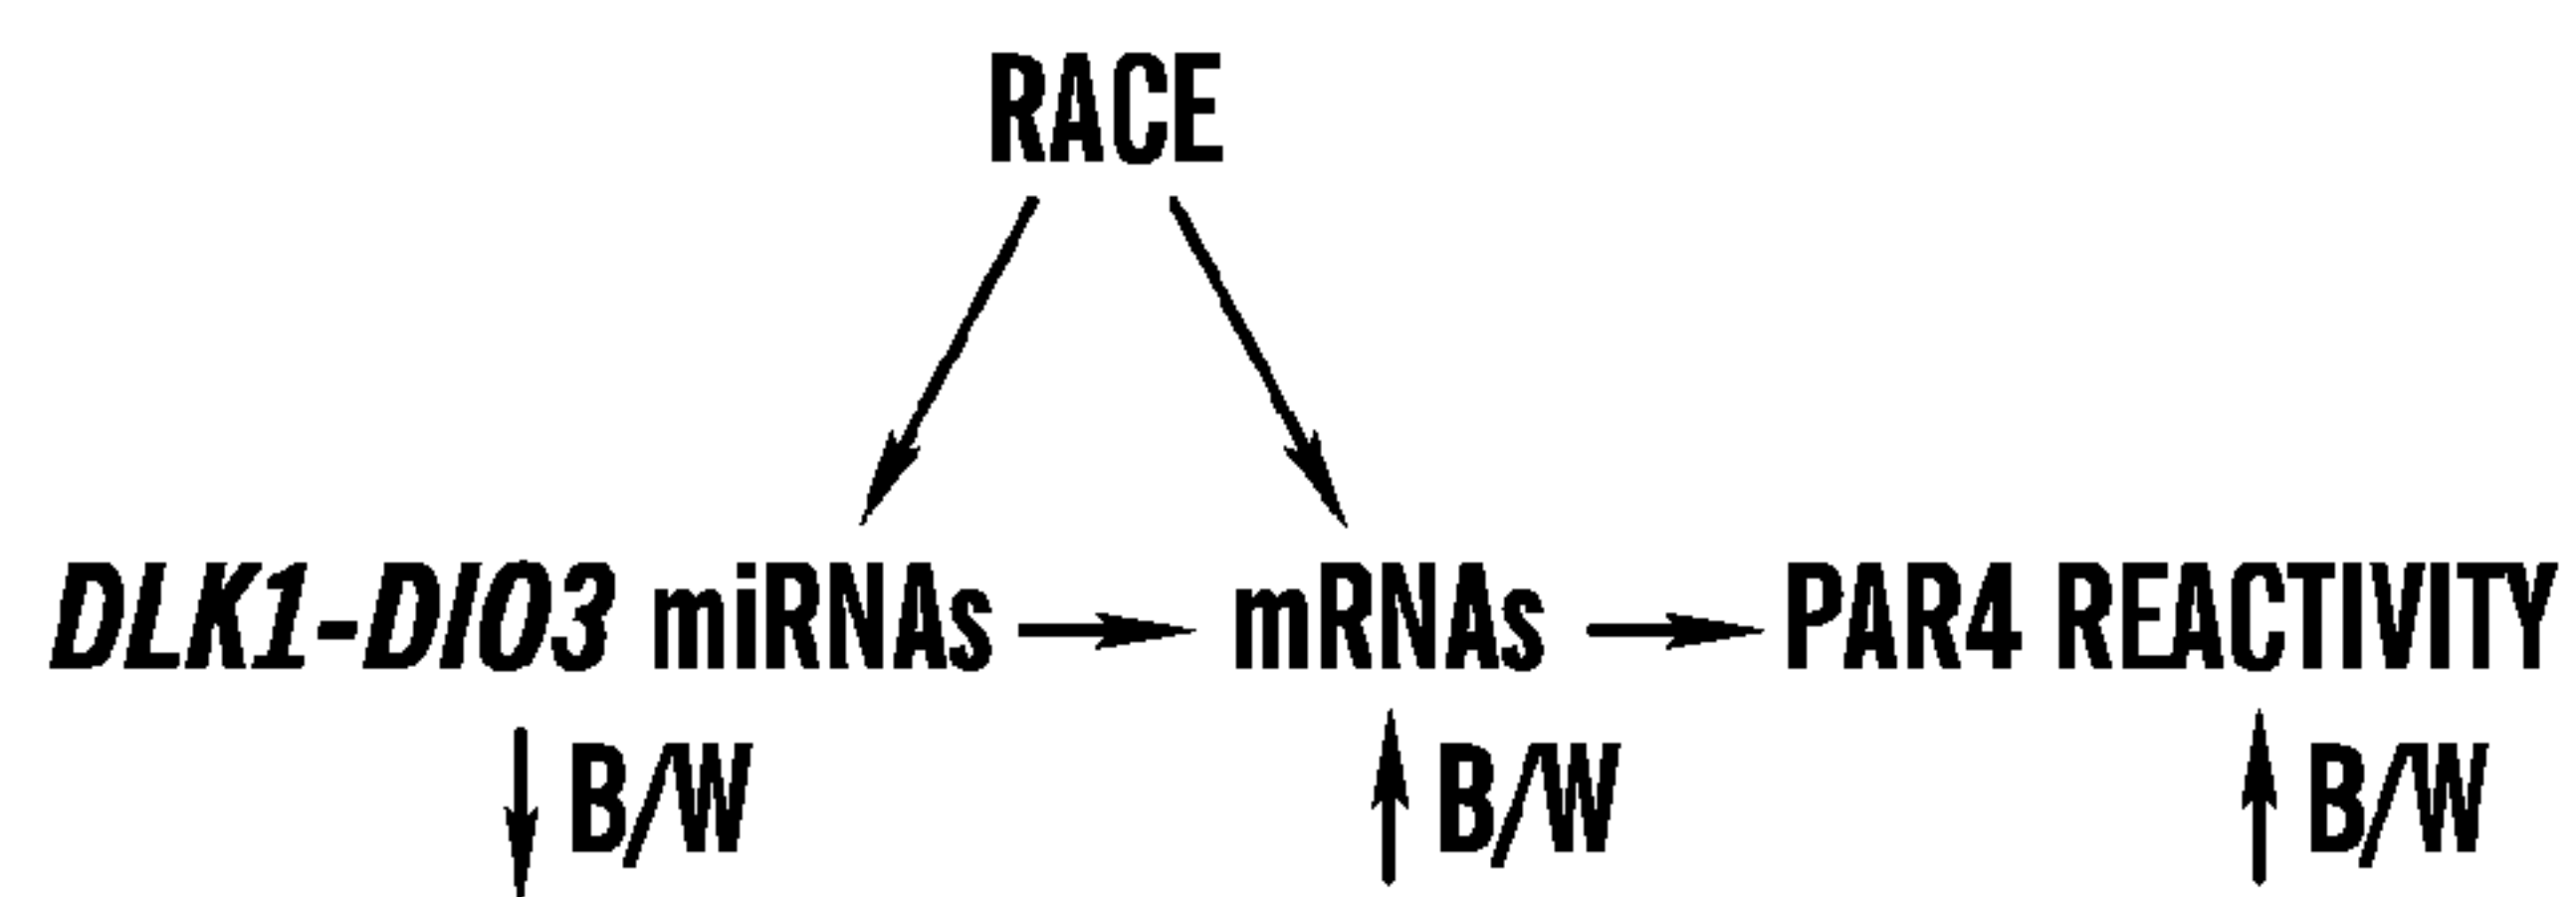 RACE
DLK1-DIO3 miRNAs → mRNAs → PAR4 REACTIVITY
↓ B/W ↑ B/W ↑ B/W